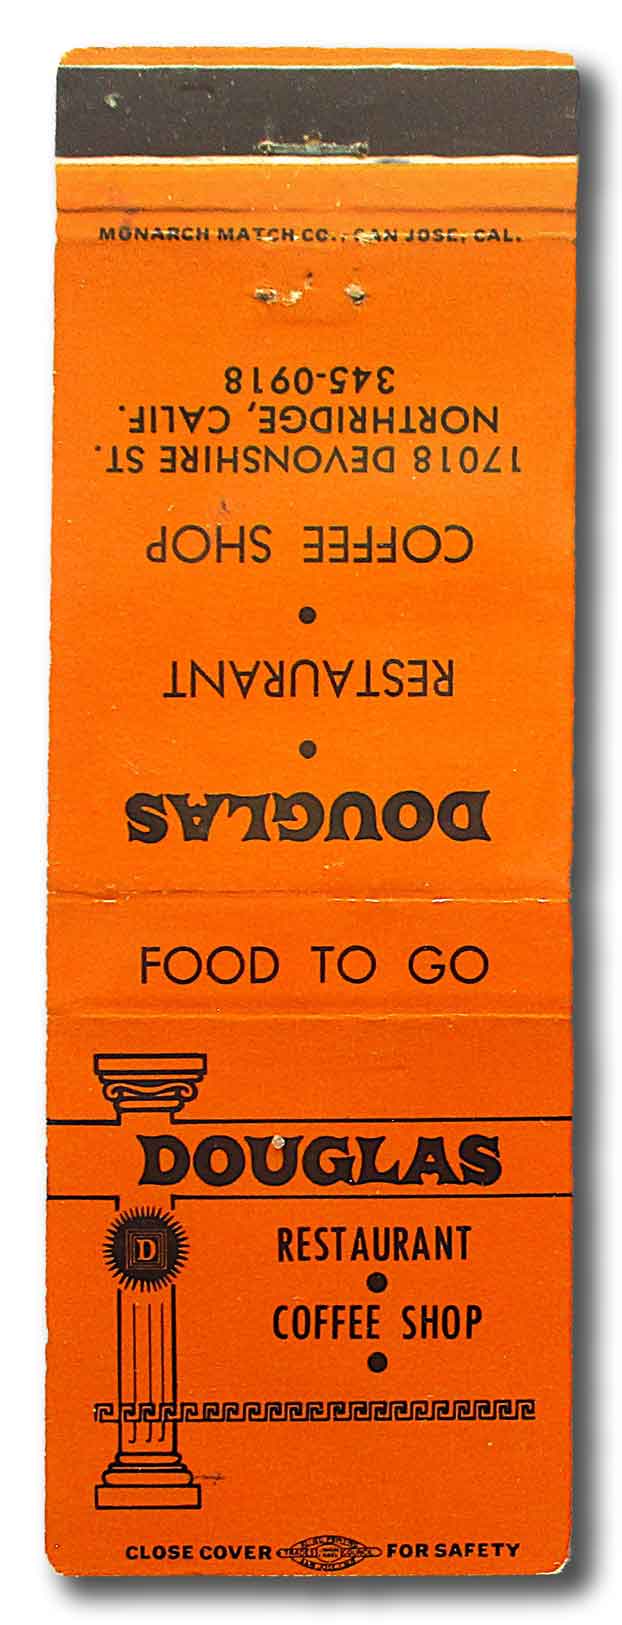 MONARCH MATCH CO., SAN JOSE, CAL.
DOUGLAS
RESTAURANT
COFFEE SHOP
17018 DEVONSHIRE ST.
NORTHRIDGE, CALIF.
345-0918
FOOD TO GO
DOUGLAS
D
RESTAURANT
COFFEE SHOP
CLOSE COVER FOR SAFETY